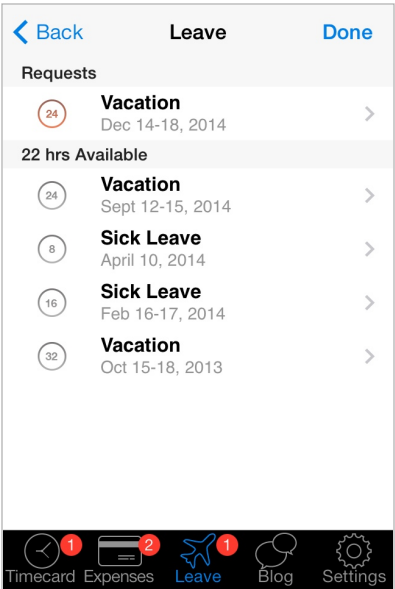 Back Leave Done
Requests
24 Vacation
Dec 14-18, 2014
22 hrs Available
24 Vacation
Sept 12-15, 2014
8 Sick Leave
April 10, 2014
16 Sick Leave
Feb 16-17, 2014
32 Vacation
Oct 15-18, 2013
1 2 1
Timecard Expenses Leave Blog Settings